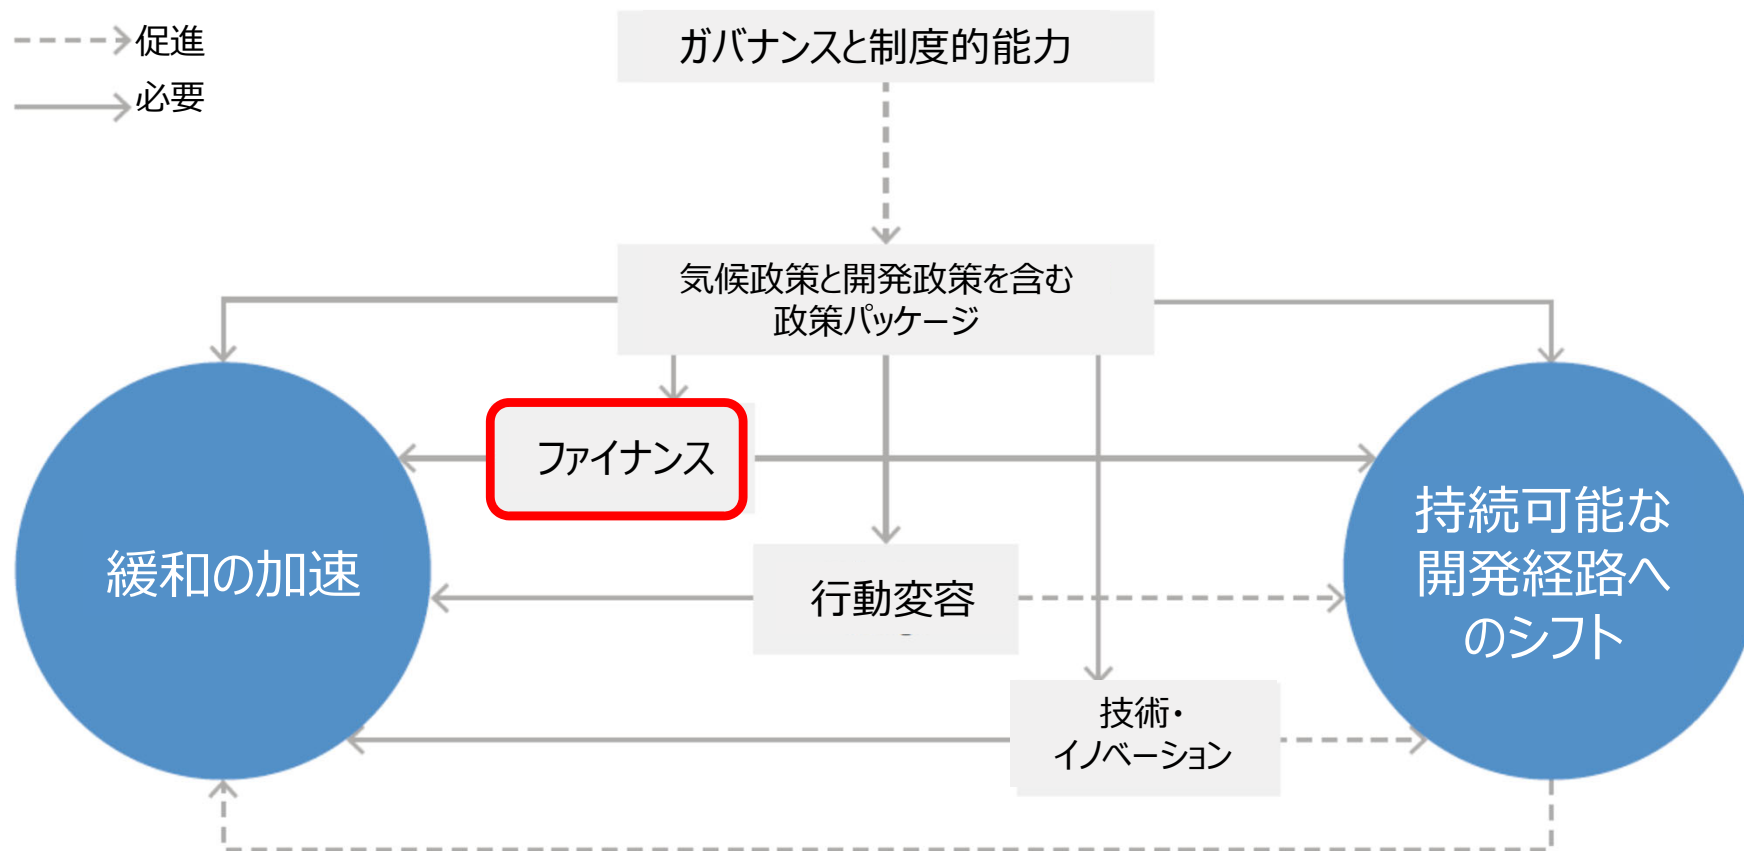 促進
必要
ガバナンスと制度的能力
気候政策と開発政策を含む
政策パッケージ
ファイナンス
緩和の加速
行動変容
持続可能な
開発経路へ
のシフト
技術・
イノベーション